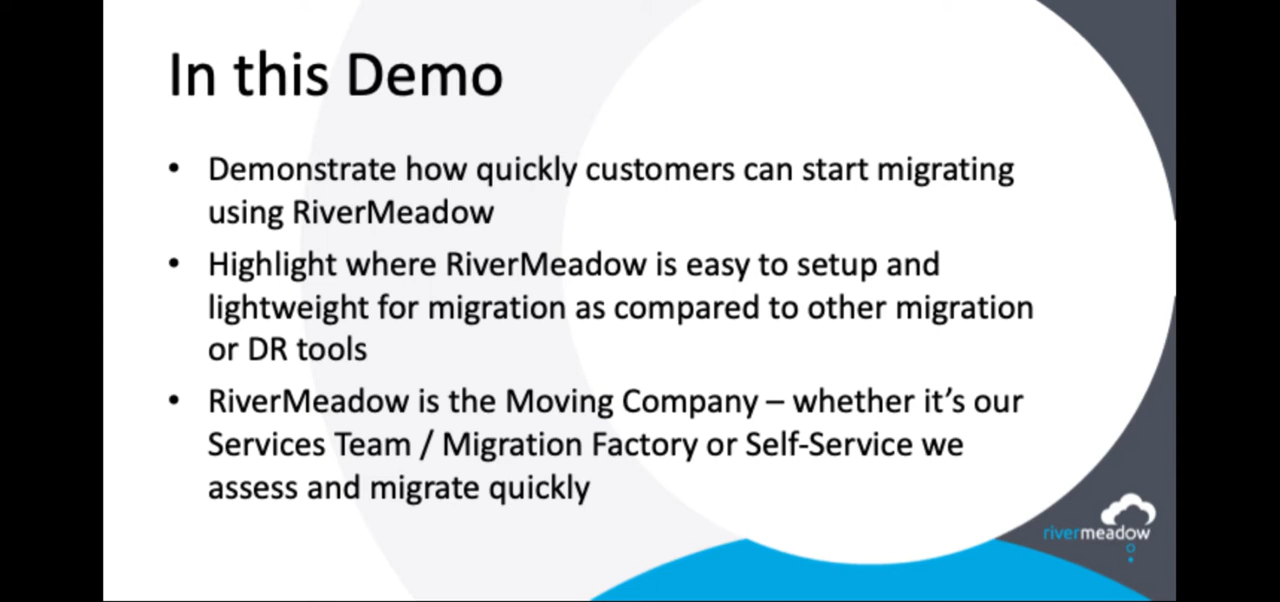 In this Demo
• Demonstrate how quickly customers can start migrating
using RiverMeadow
• Highlight where RiverMeadow is easy to setup and
lightweight for migration as compared to other migration
or DR tools
• RiverMeadow is the Moving Company – whether it's our
Services Team / Migration Factory or Self-Service we
assess and migrate quickly
rivermeadow